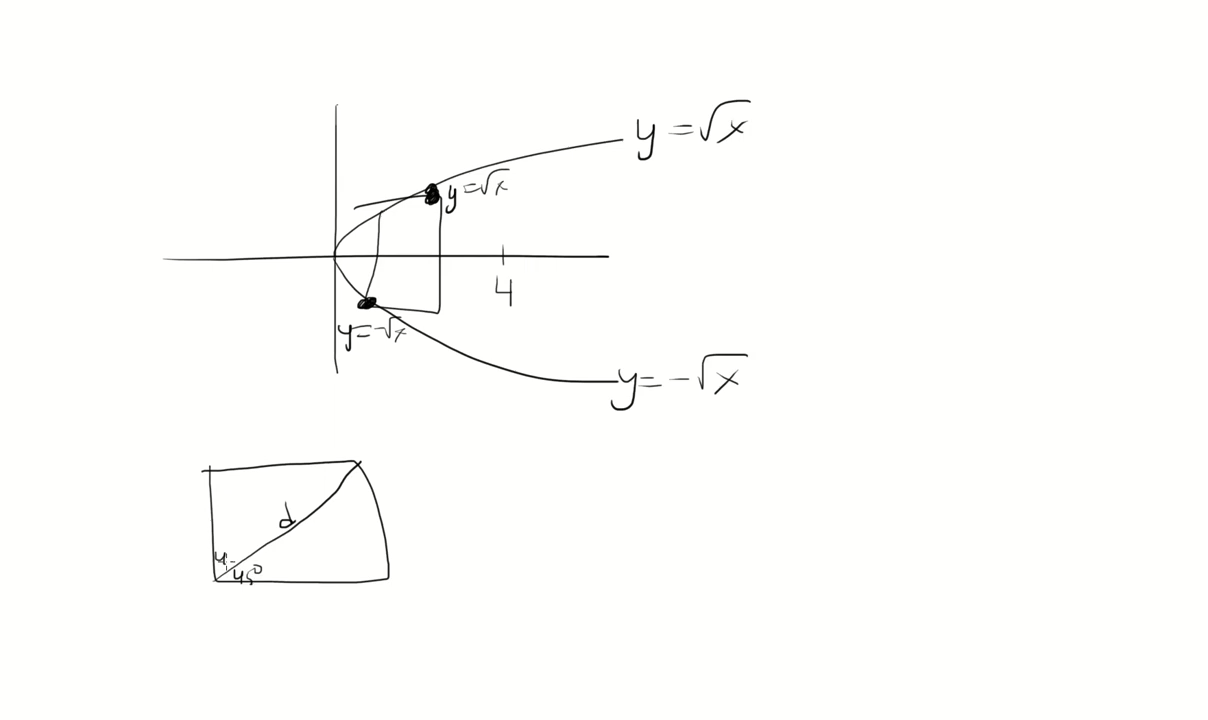 y = √x
y = √x
4
y = -√x
y = -√x
d
45°